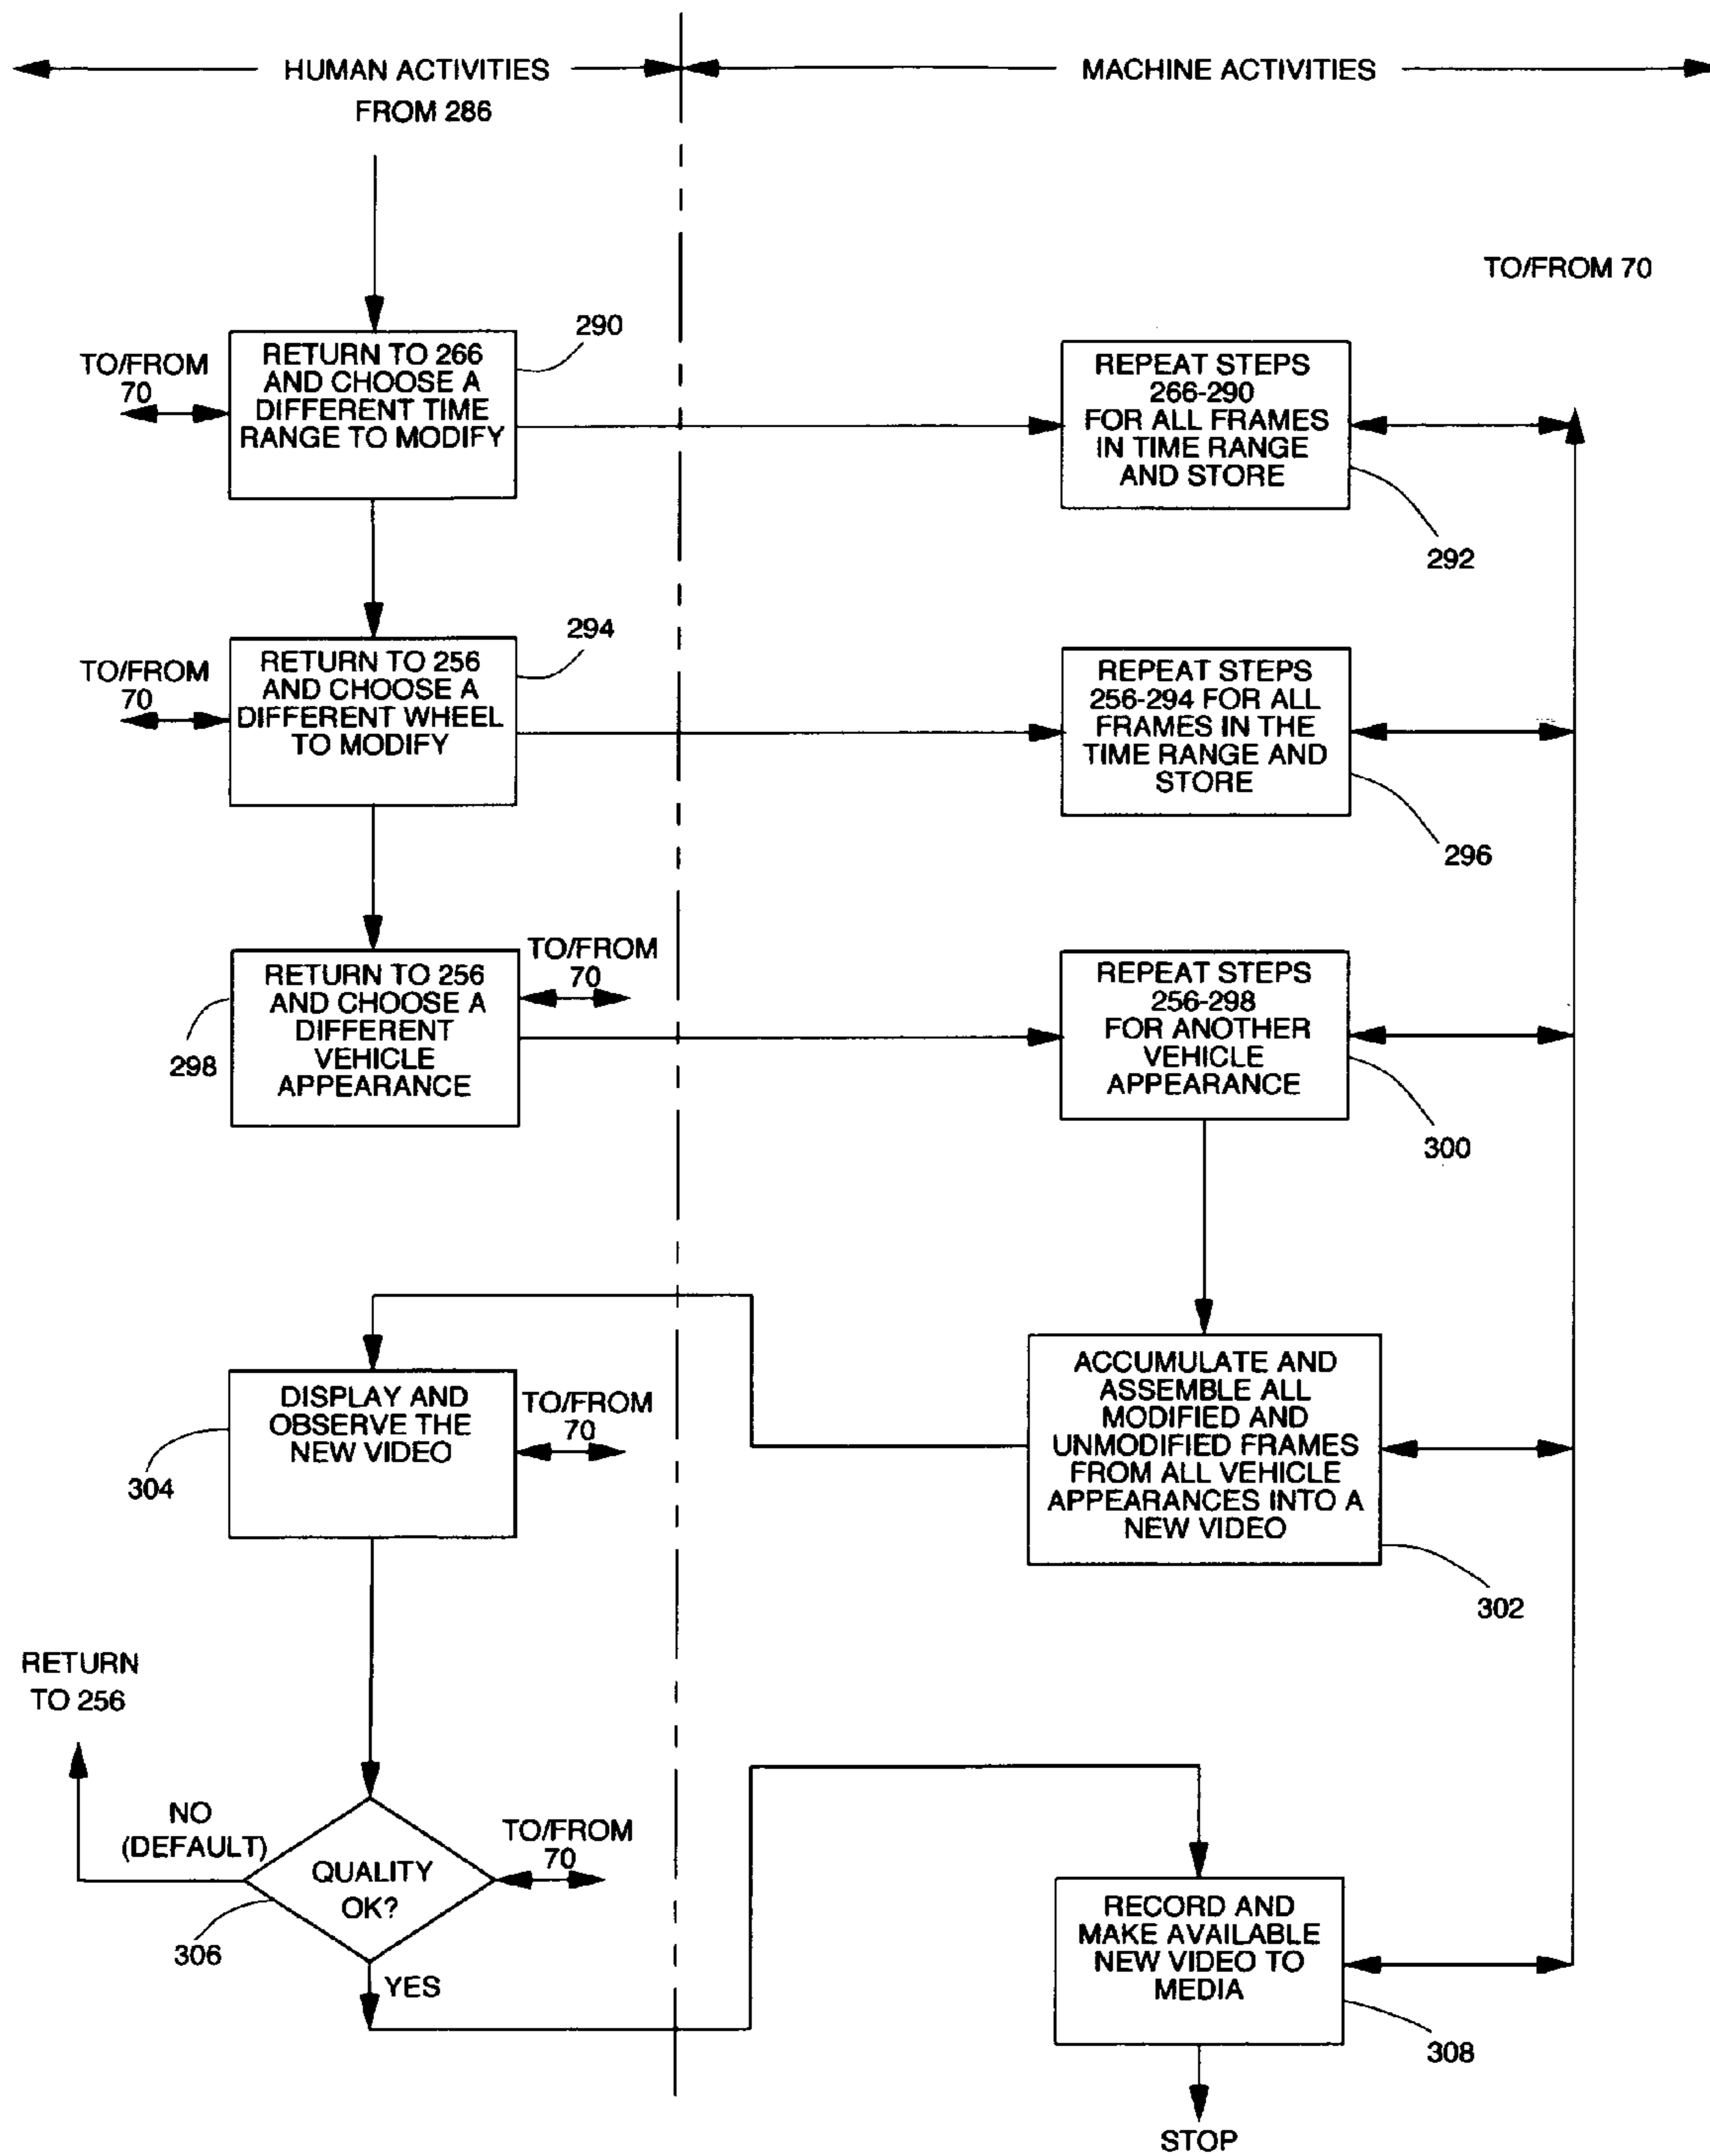 HUMAN ACTIVITIES
MACHINE ACTIVITIES
FROM 286
TO/FROM 70
290
RETURN TO 266
AND CHOOSE A
DIFFERENT TIME
RANGE TO MODIFY
TO/FROM
70
REPEAT STEPS
266-290
FOR ALL FRAMES
IN TIME RANGE
AND STORE
292
294
RETURN TO 256
AND CHOOSE A
DIFFERENT WHEEL
TO MODIFY
TO/FROM
70
REPEAT STEPS
256-294 FOR ALL
FRAMES IN THE
TIME RANGE AND
STORE
296
RETURN TO 256
AND CHOOSE A
DIFFERENT
VEHICLE
APPEARANCE
TO/FROM
70
298
REPEAT STEPS
256-298
FOR ANOTHER
VEHICLE
APPEARANCE
300
DISPLAY AND
OBSERVE THE
NEW VIDEO
TO/FROM
70
304
ACCUMULATE AND
ASSEMBLE ALL
MODIFIED AND
UNMODIFIED FRAMES
FROM ALL VEHICLE
APPEARANCES INTO A
NEW VIDEO
302
RETURN
TO 256
NO
(DEFAULT)
QUALITY
OK?
TO/FROM
70
306
YES
RECORD AND
MAKE AVAILABLE
NEW VIDEO TO
MEDIA
308
STOP